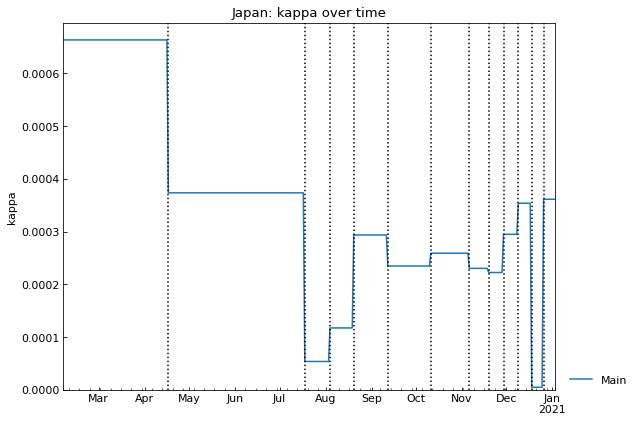 Japan: kappa over time
kappa
0.0006
0.0005
0.0004
0.0003
0.0002
0.0001
0.0000
Mar Apr May Jun Jul Aug Sep Oct Nov Dec Jan
2021
Main